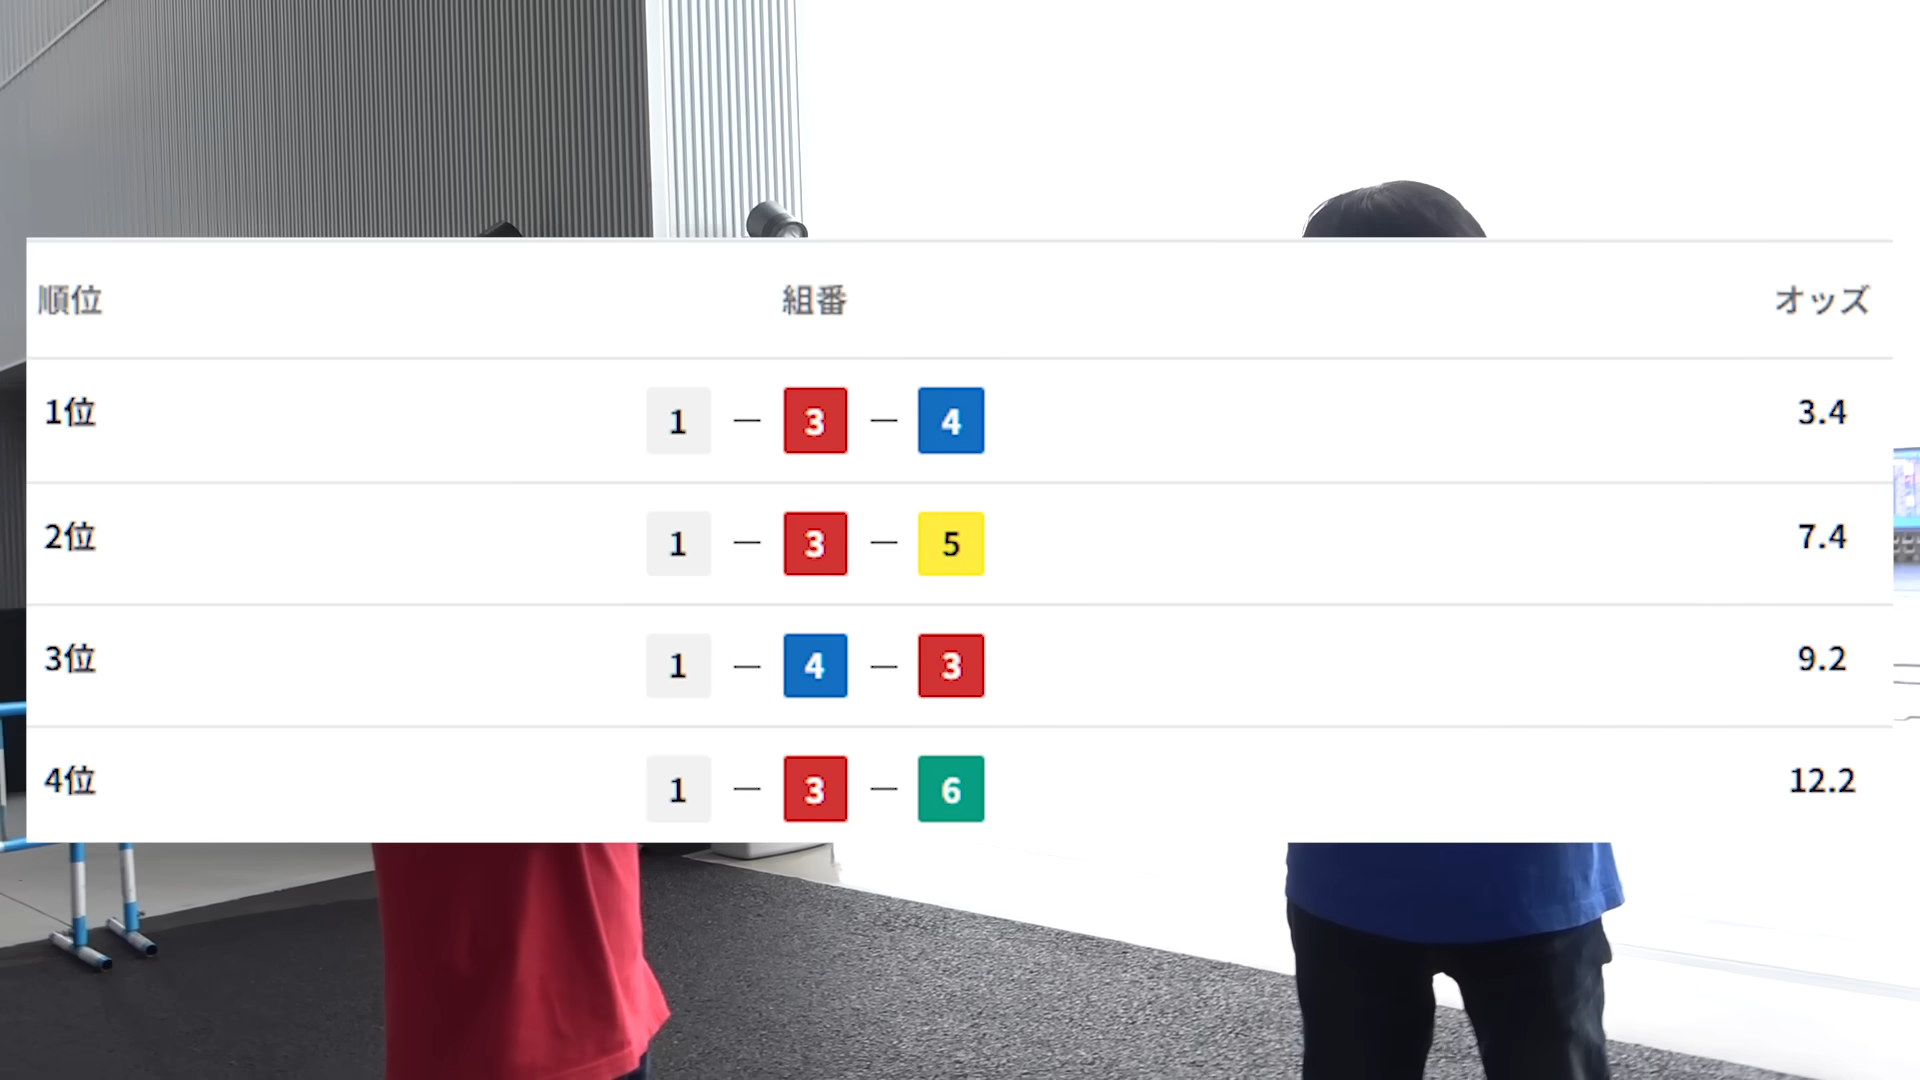 順位 組番 オッズ
1位 1 — 3 — 4 3.4
2位 1 — 3 — 5 7.4
3位 1 — 4 — 3 9.2
4位 1 — 3 — 6 12.2